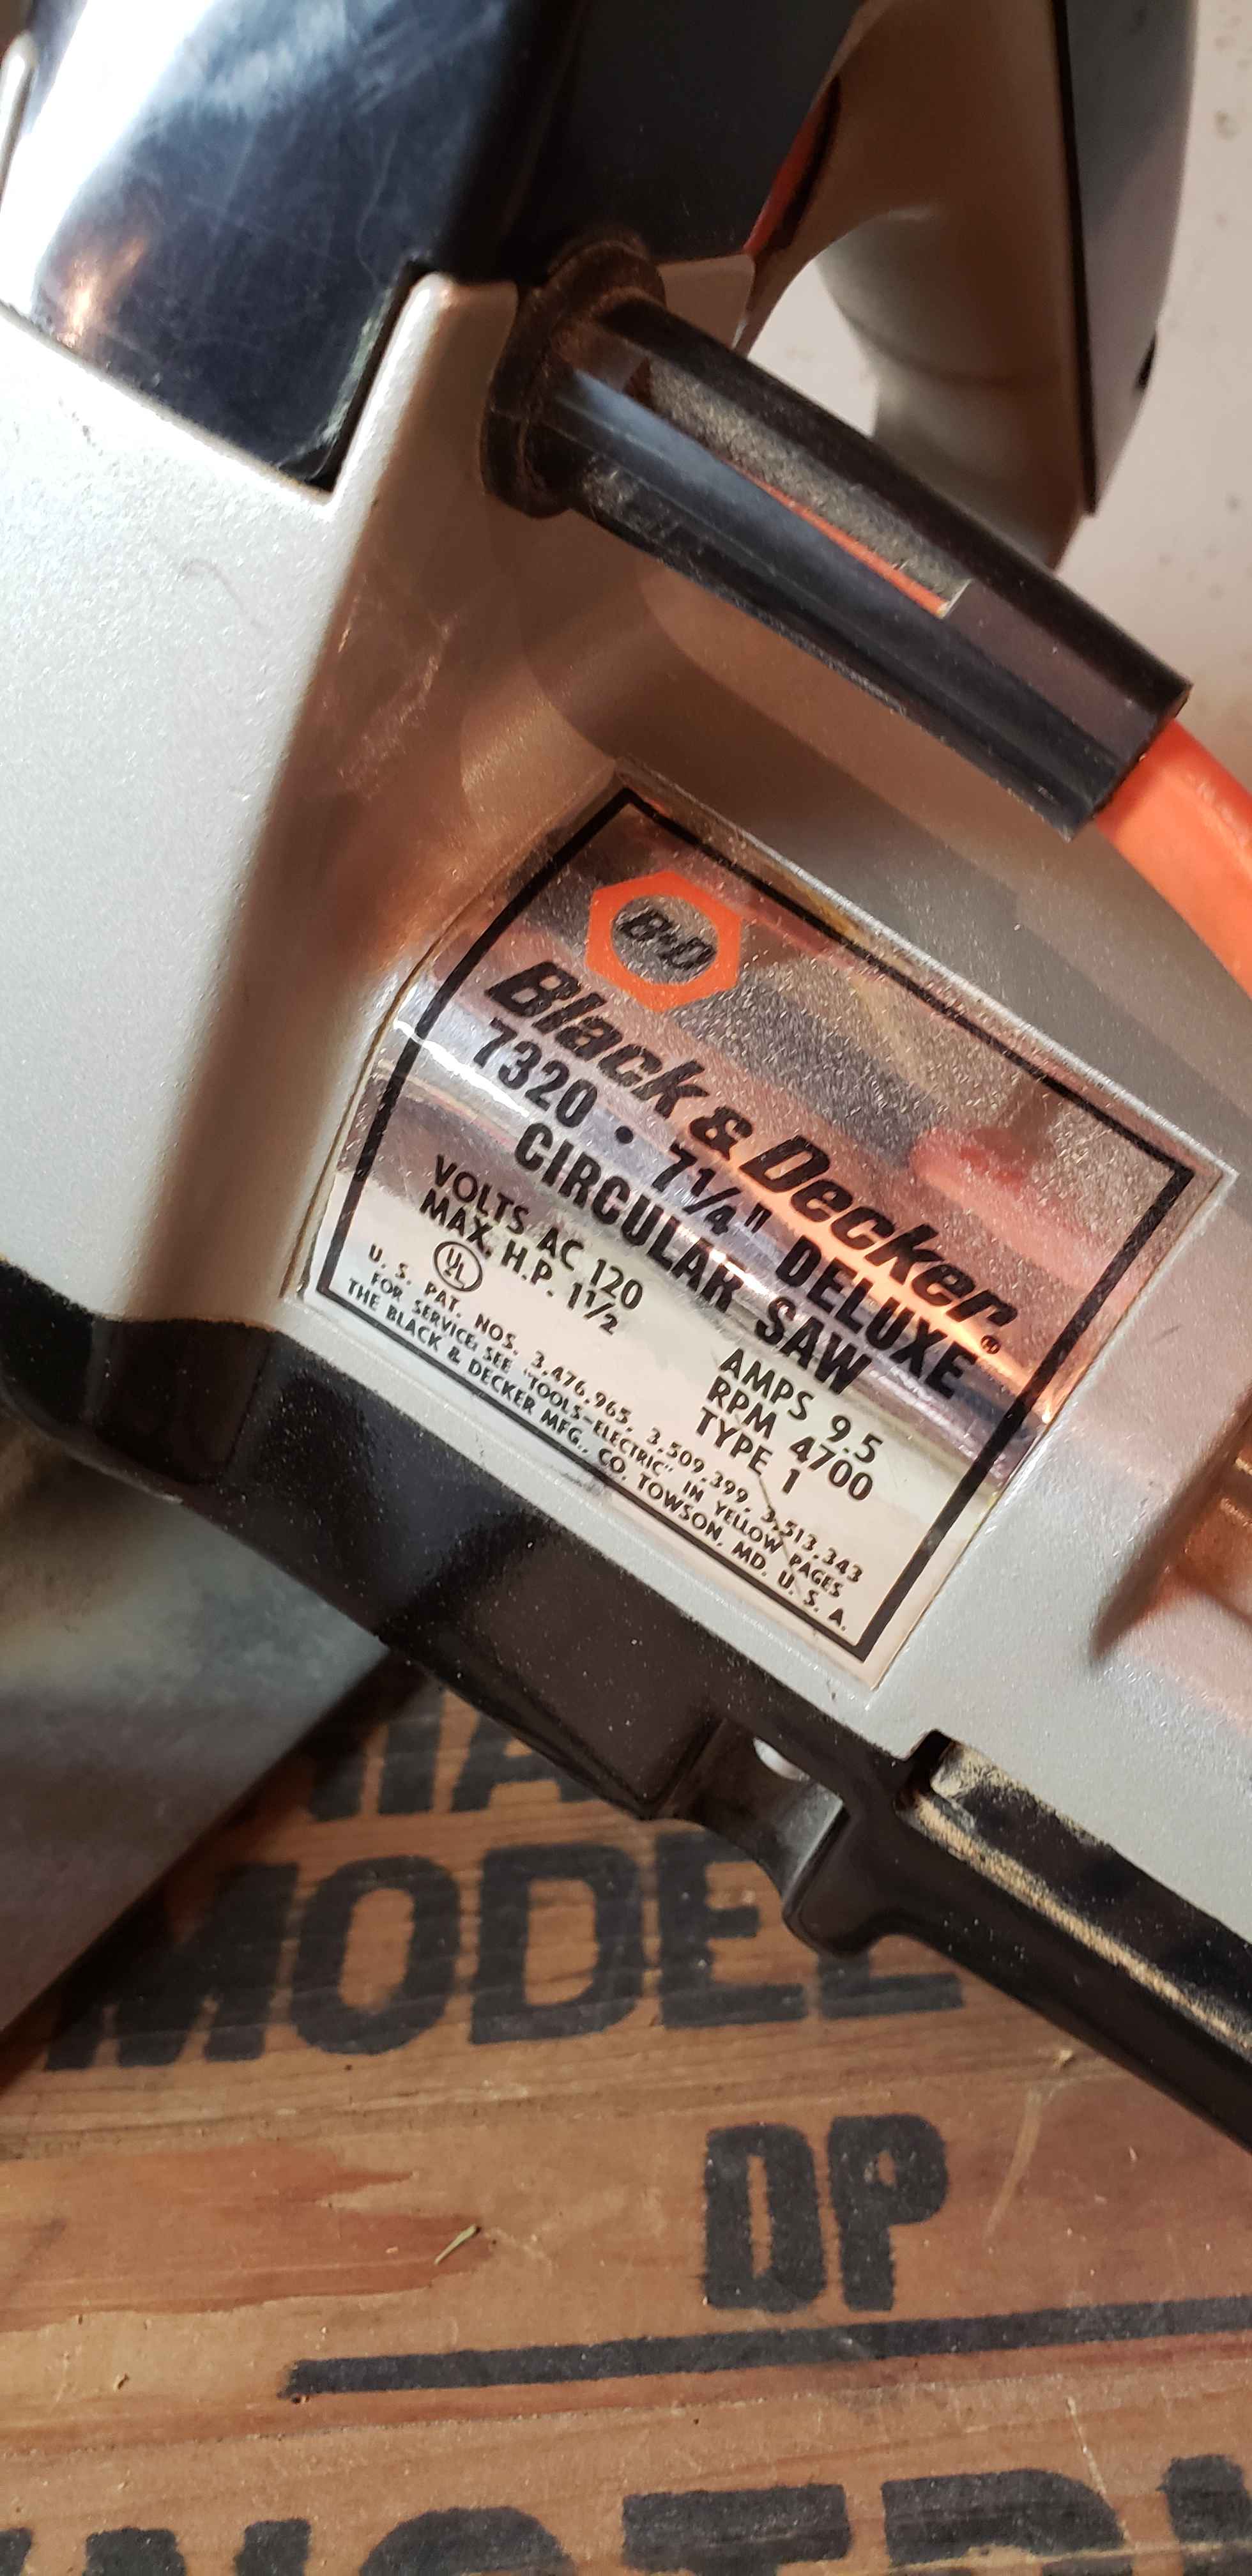 B&D
Black & Decker®
7320 • 7¼" DELUXE
CIRCULAR SAW
VOLTS AC 120 AMPS 9.5
MAX. H.P. 1½ RPM 4700
UL TYPE 1
U. S. PAT. NOS. 3,476,965, 3,509,399, 3,513,343
FOR SERVICE, SEE "TOOLS-ELECTRIC" IN YELLOW PAGES
THE BLACK & DECKER MFG., CO. TOWSON, MD. U. S. A.
MODEL
DP